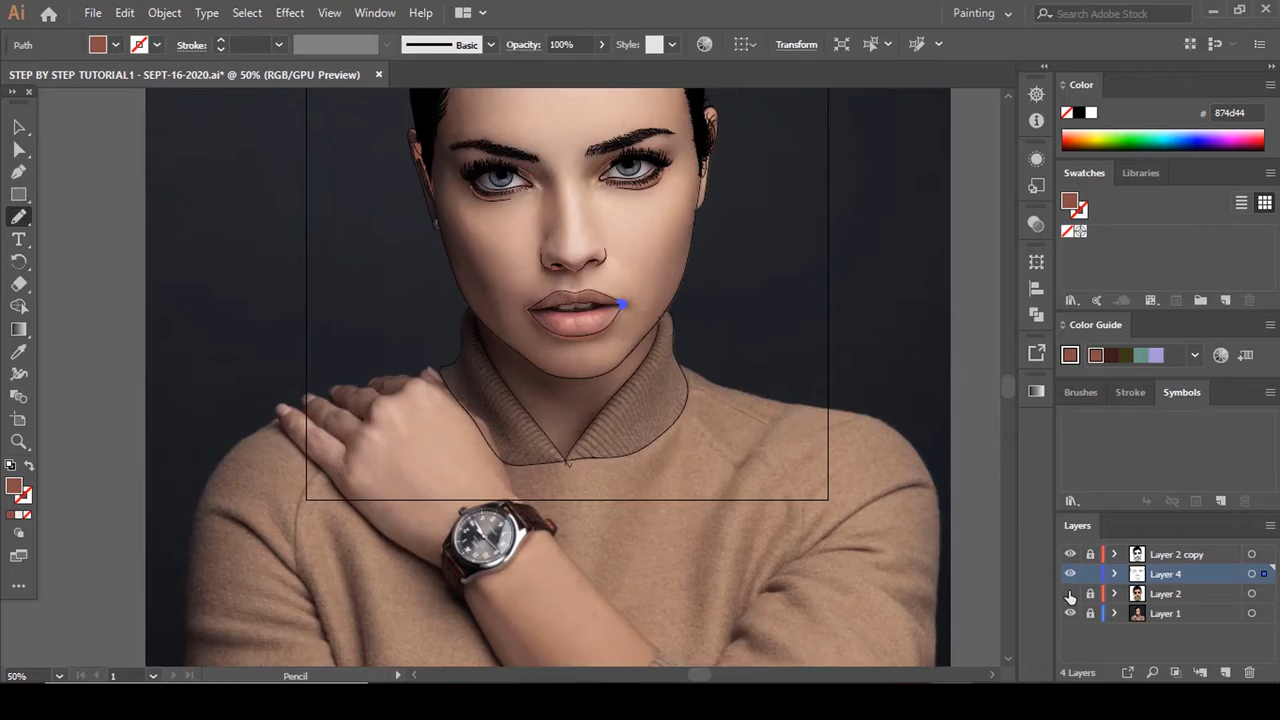 Ai File Edit Object Type Select Effect View Window Help Painting Search Adobe Stock
Path Stroke: Basic Opacity: 100% Style: Transform
STEP BY STEP TUTORIAL1 - SEPT-16-2020.ai* @ 50% (RGB/GPU Preview)
Color
# 874d44
Swatches Libraries
Color Guide
Brushes Stroke Symbols
Layers
Layer 2 copy
Layer 4
Layer 2
Layer 1
4 Layers
50% 1 Pencil